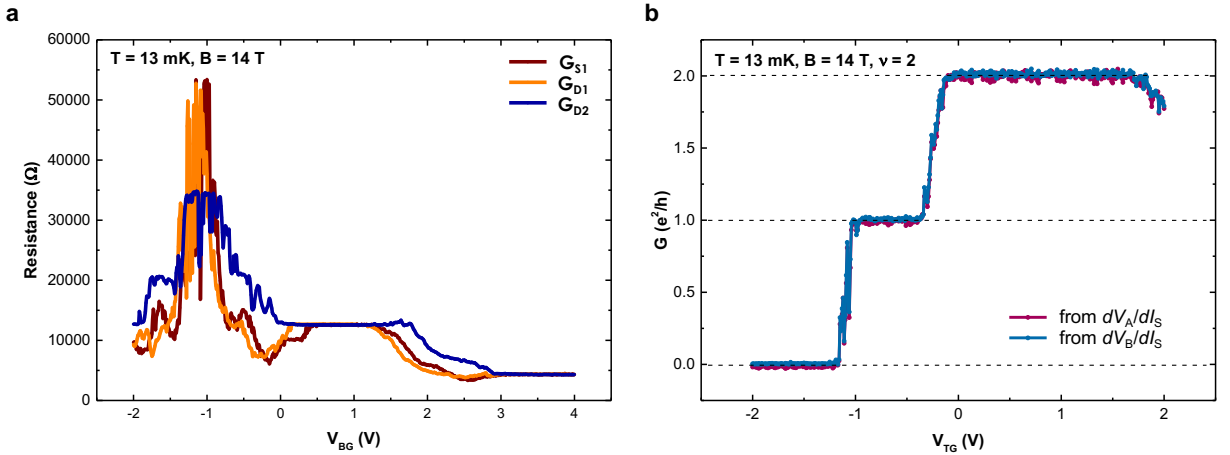 a
T = 13 mK, B = 14 T
G_S1
G_D1
G_D2
60000
50000
40000
30000
20000
10000
0
Resistance (Ω)
-2
-1
0
1
2
3
4
V_BG (V)
b
T = 13 mK, B = 14 T, ν = 2
2.0
1.5
1.0
0.5
0.0
G (e²/h)
from dV_A/dI_S
from dV_B/dI_S
-2
-1
0
1
2
V_TG (V)